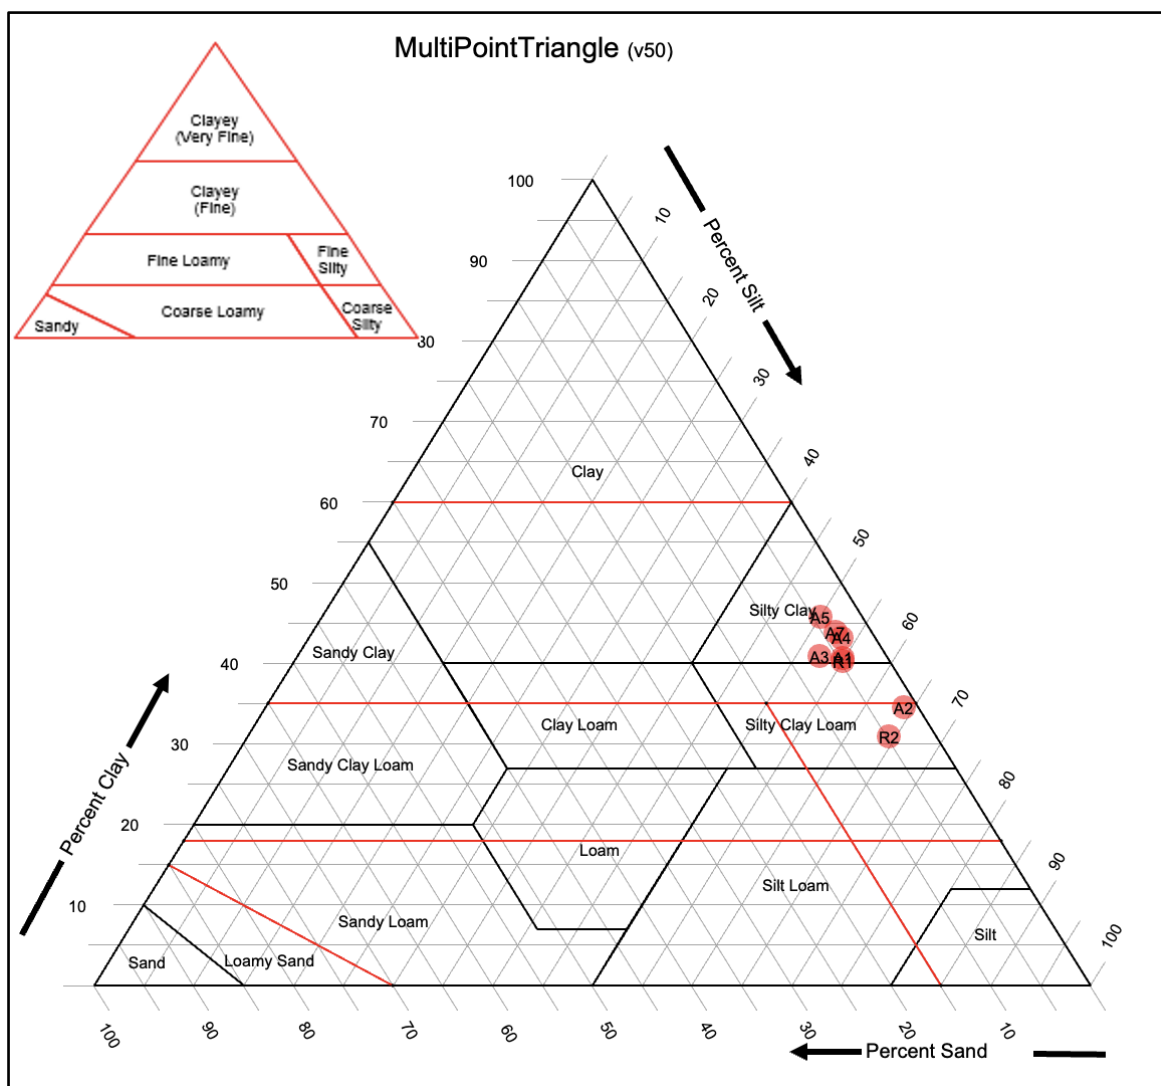 MultiPointTriangle (v50)
Clayey
(Very Fine)
Clayey
(Fine)
Fine Loamy
Fine
Silty
Coarse Loamy
Coarse
Silty
Sandy
100
90
80
70
60
50
40
30
20
10
Percent Clay
10
20
30
40
50
60
70
80
90
100
Percent Silt
Clay
Silty Clay
A5
A7
A4
A3
A1
R1
A2
R2
Sandy Clay
Clay Loam
Silty Clay Loam
Sandy Clay Loam
Loam
Silt Loam
Sandy Loam
Silt
Sand
Loamy Sand
100
90
80
70
60
50
40
30
20
10
Percent Sand